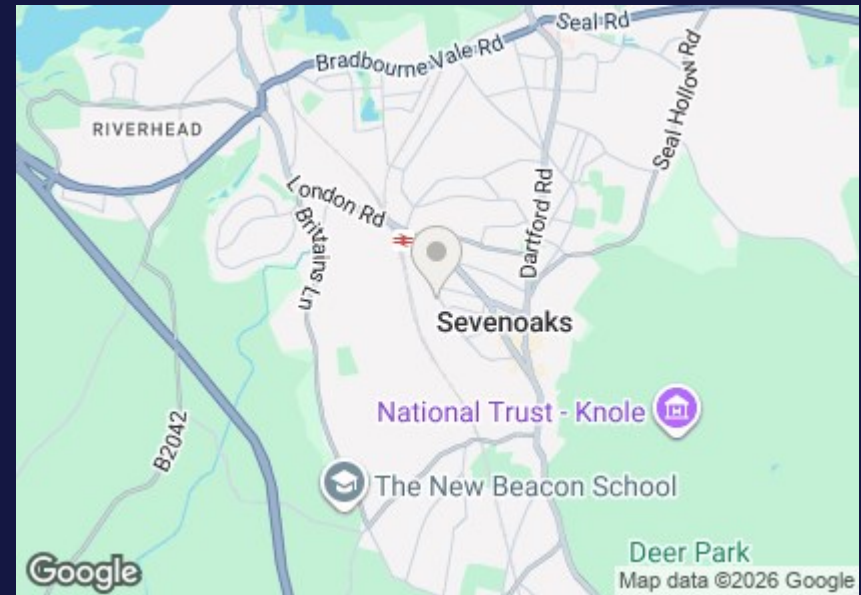 Seal Rd
Bradbourne Vale Rd
Seal Hollow Rd
RIVERHEAD
London Rd
Dartford Rd
Brittains Ln
Sevenoaks
National Trust - Knole
B2042
The New Beacon School
Deer Park
Google
Map data ©2026 Google